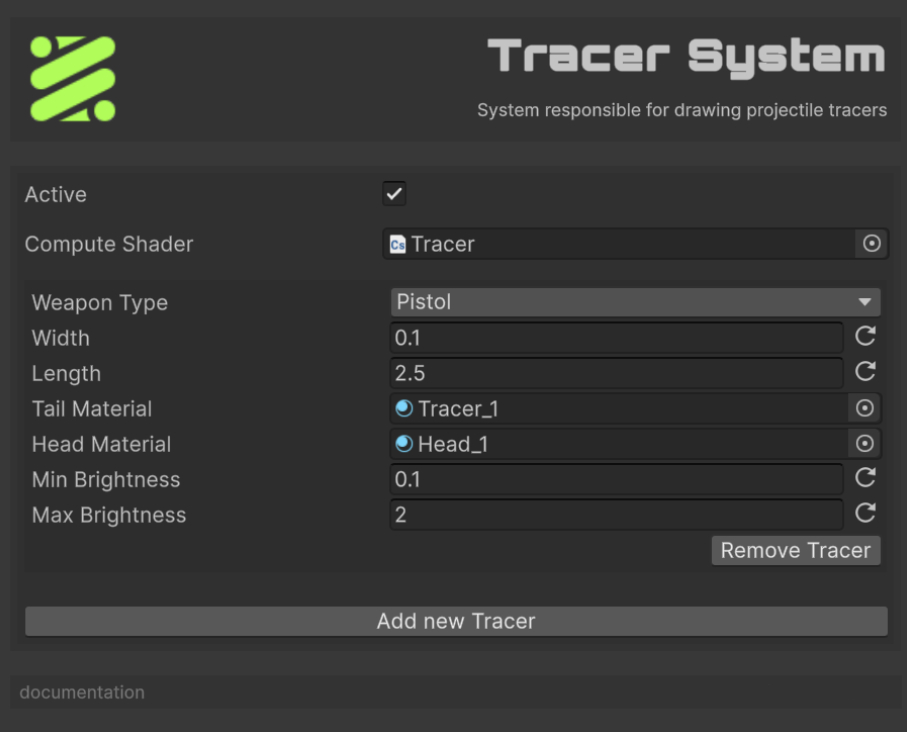 Tracer System
System responsible for drawing projectile tracers
Active
Compute Shader Cs Tracer
Weapon Type Pistol
Width 0.1
Length 2.5
Tail Material Tracer_1
Head Material Head_1
Min Brightness 0.1
Max Brightness 2
Remove Tracer
Add new Tracer
documentation